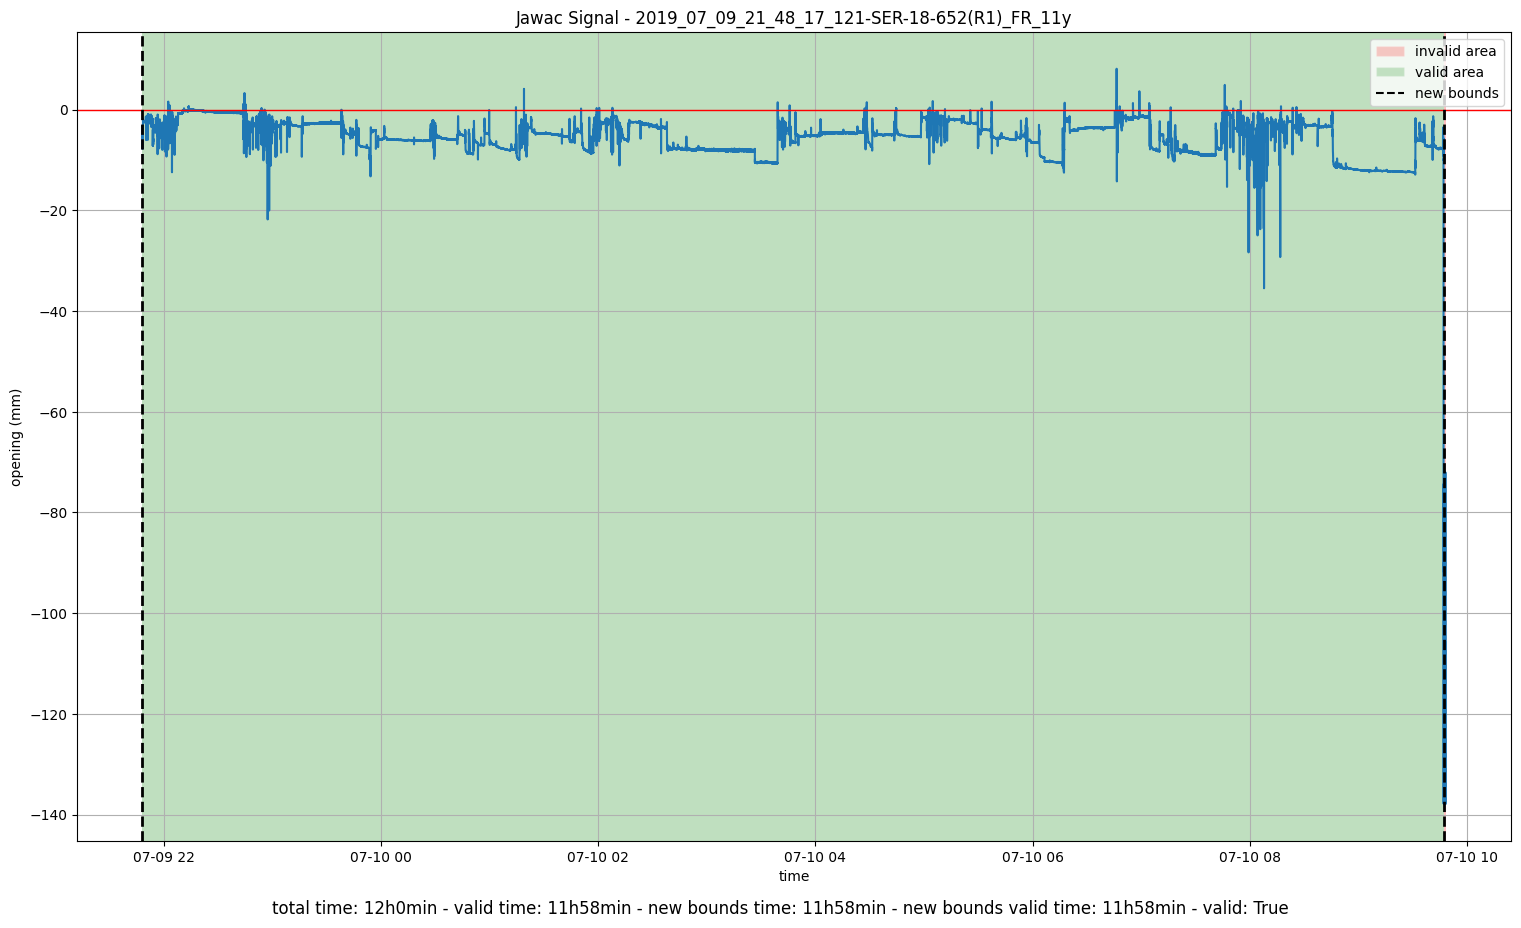 Jawac Signal - 2019_07_09_21_48_17_121-SER-18-652(R1)_FR_11y
invalid area
valid area
new bounds
opening (mm)
0
−20
−40
−60
−80
−100
−120
−140
07-09 22
07-10 00
07-10 02
07-10 04
07-10 06
07-10 08
07-10 10
time
total time: 12h0min - valid time: 11h58min - new bounds time: 11h58min - new bounds valid time: 11h58min - valid: True